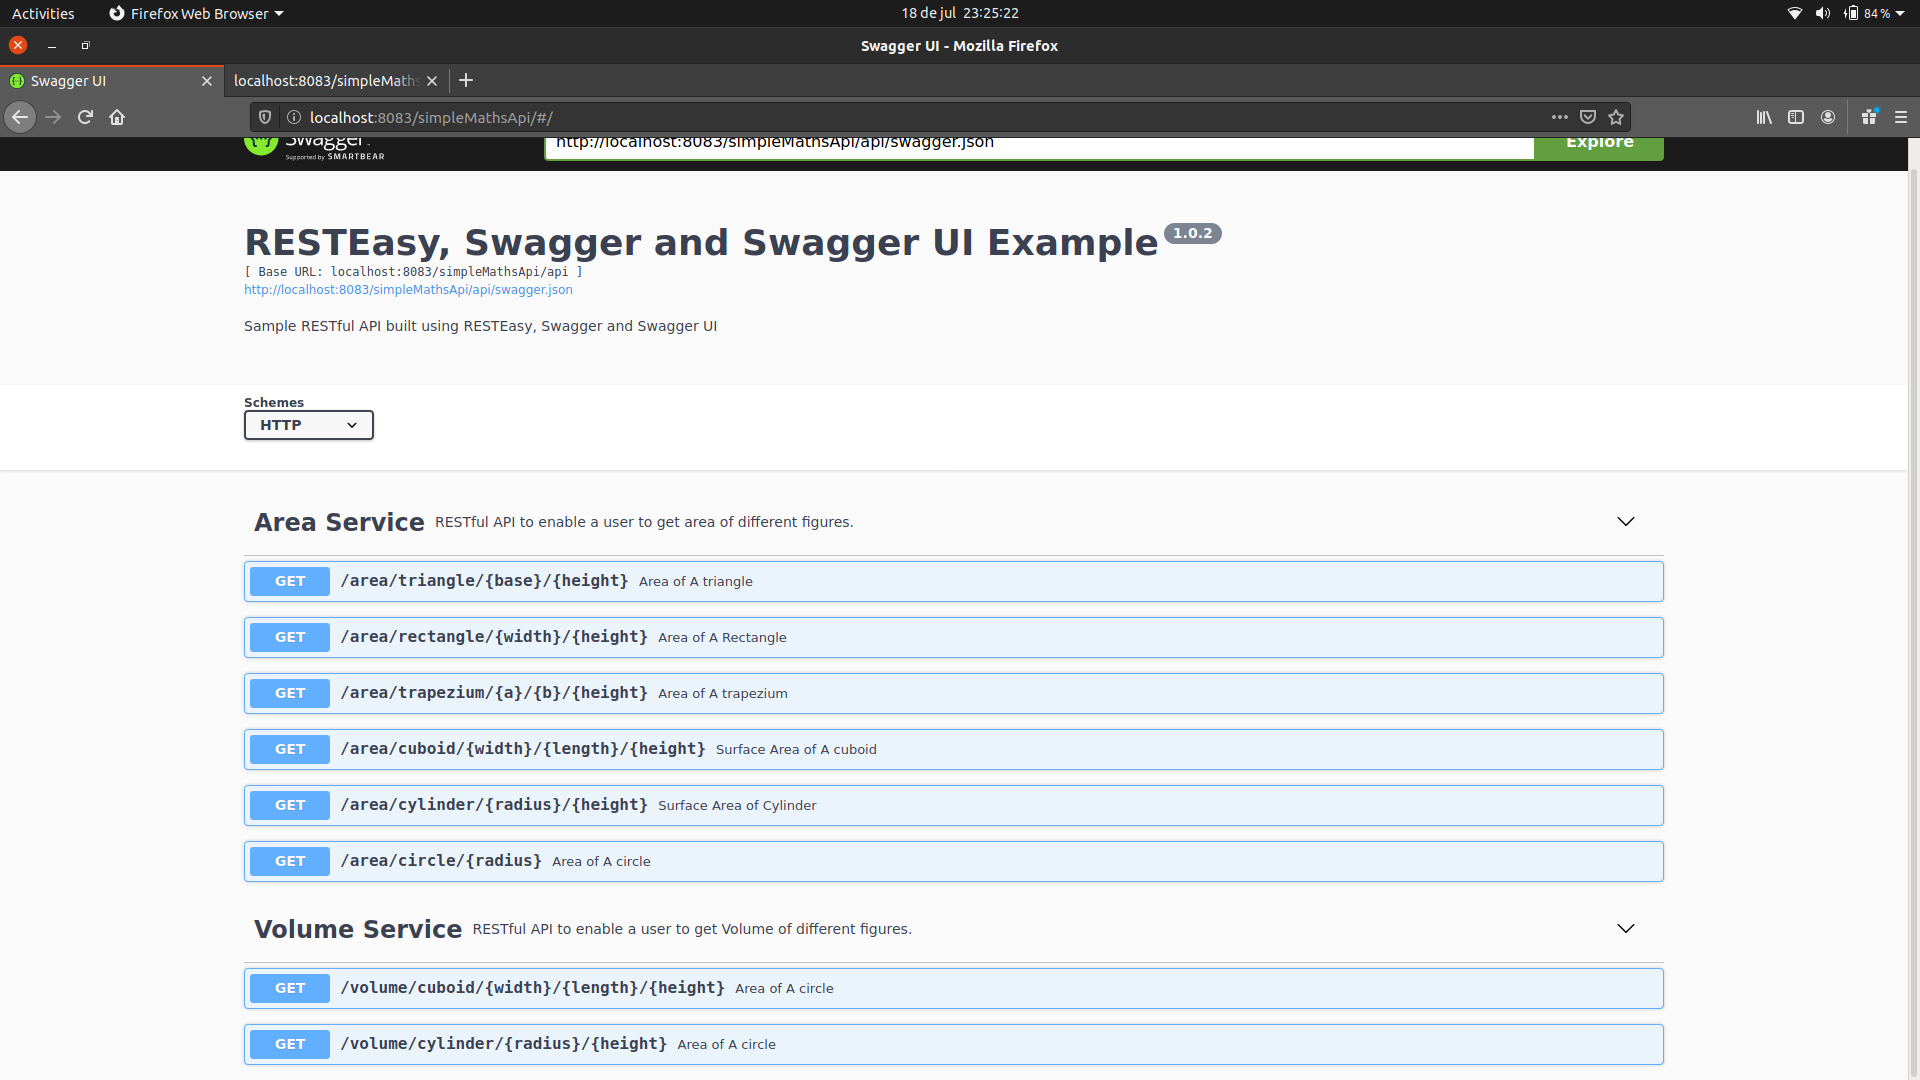 Activities Firefox Web Browser 18 de jul 23:25:22 84 %
Swagger UI - Mozilla Firefox
Swagger UI localhost:8083/simpleMaths
localhost:8083/simpleMathsApi/#/
Swagger http://localhost:8083/simpleMathsApi/api/swagger.json Explore
Supported by SMARTBEAR
RESTEasy, Swagger and Swagger UI Example 1.0.2
[ Base URL: localhost:8083/simpleMathsApi/api ]
http://localhost:8083/simpleMathsApi/api/swagger.json
Sample RESTful API built using RESTEasy, Swagger and Swagger UI
Schemes
HTTP
Area Service RESTful API to enable a user to get area of different figures.
GET /area/triangle/{base}/{height} Area of A triangle
GET /area/rectangle/{width}/{height} Area of A Rectangle
GET /area/trapezium/{a}/{b}/{height} Area of A trapezium
GET /area/cuboid/{width}/{length}/{height} Surface Area of A cuboid
GET /area/cylinder/{radius}/{height} Surface Area of Cylinder
GET /area/circle/{radius} Area of A circle
Volume Service RESTful API to enable a user to get Volume of different figures.
GET /volume/cuboid/{width}/{length}/{height} Area of A circle
GET /volume/cylinder/{radius}/{height} Area of A circle